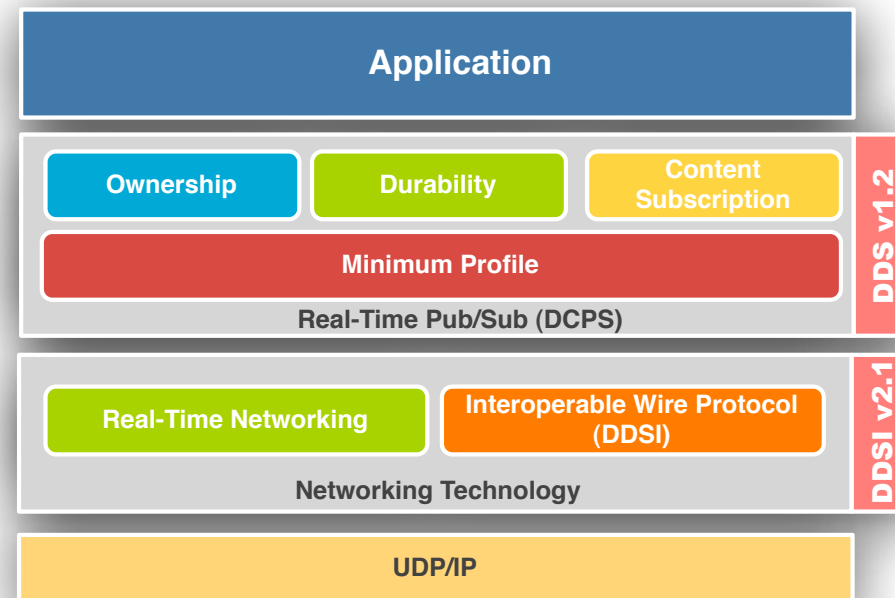 Application
Ownership
Durability
Content
Subscription
Minimum Profile
Real-Time Pub/Sub (DCPS)
DDS v1.2
Real-Time Networking
Interoperable Wire Protocol
(DDSI)
Networking Technology
DDSI v2.1
UDP/IP